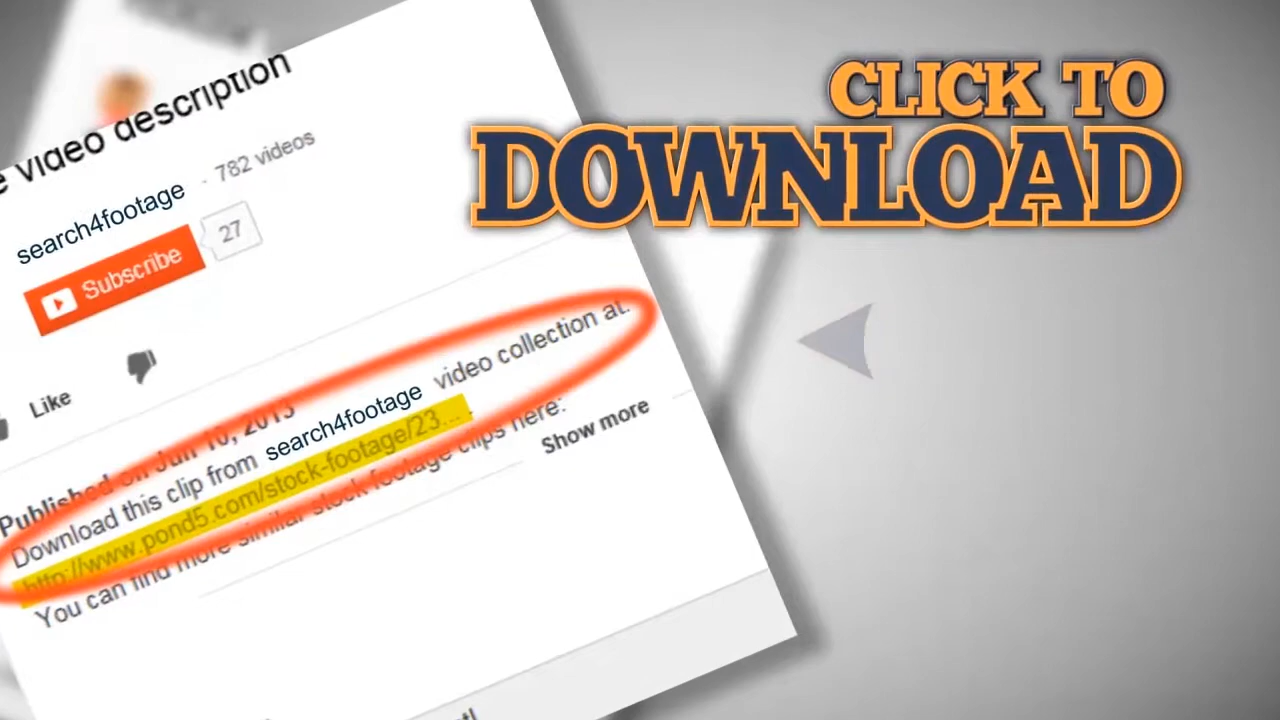 CLICK TO
DOWNLOAD
e video description
search4footage · 782 videos
Subscribe 27
Like
Published on Jun 10, 2013
Download this clip from search4footage video collection at:
http://www.pond5.com/stock-footage/23... .
You can find more similar stock footage clips here:
Show more